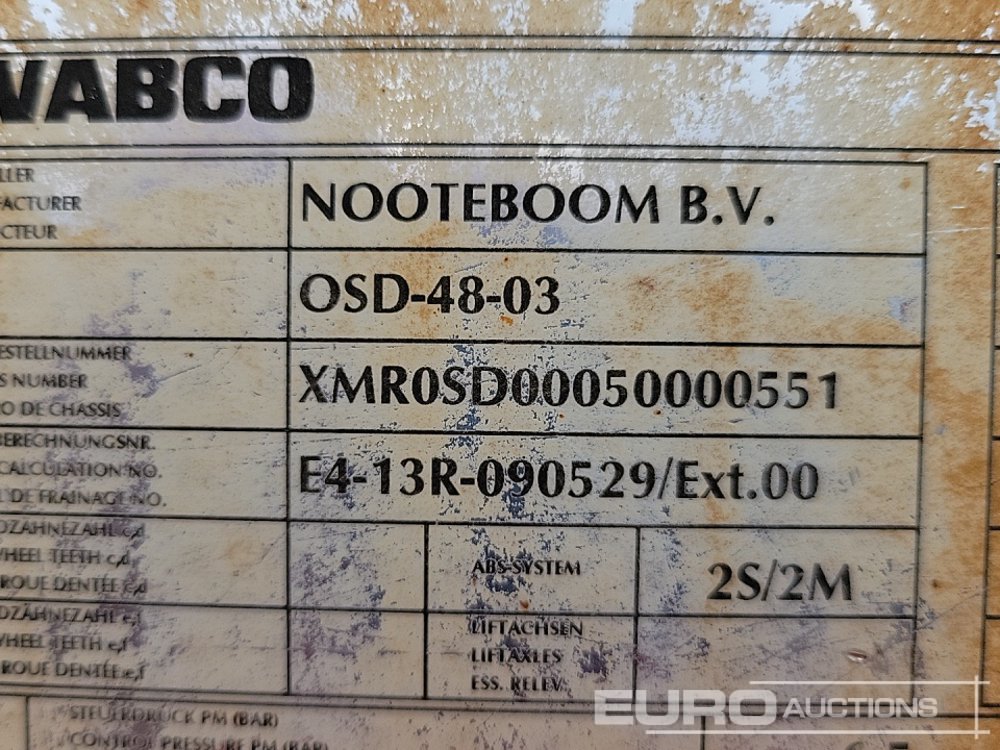 WABCO
LLER
FACTURER
CTEUR
NOOTEBOOM B.V.
OSD-48-03
ESTELLNUMMER
S NUMBER
RO DE CHASSIS
XMR0SD00050000551
BERECHNUNGSNR.
CALCULATION NO.
L DE FRAINAGE NO.
E4-13R-090529/Ext.00
DZAHNEZAHL c,d
WHEEL TEETH c,d
ROUE DENTÉE c,d
ABS-SYSTEM
2S/2M
DZÄHNEZAHL e,f
WHEEL TEETH e,f
ROUE DENTÉE e,f
LIFTACHSEN
LIFTAXLES
ESS. RELEV.
STEUERDRUCK PM (BAR)
CONTROL PRESSURE PM (BAR)
EURO AUCTIONS